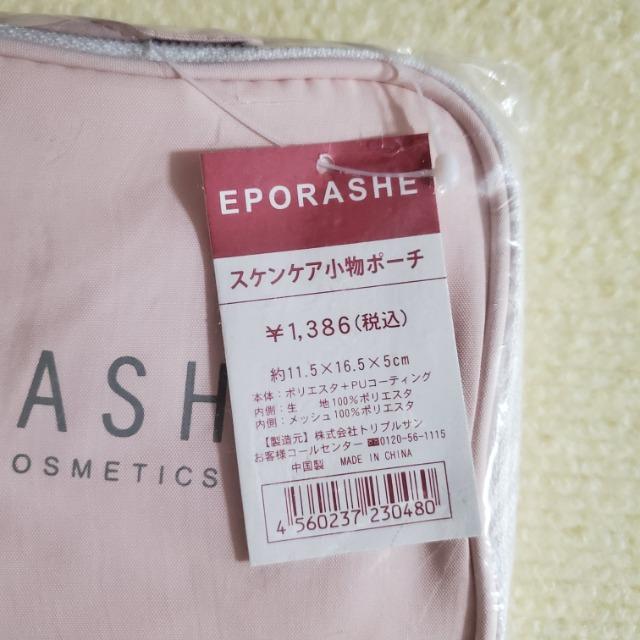 EPORASHE
スケンケア小物ポーチ
¥1,386(税込)
約11.5×16.5×5cm
本体:ポリエステ+PUコーティング
内側:生 地100%ポリエスタ
内側:メッシュ100%ポリエスタ
【製造元】株式会社トリプルサン
お客様コールセンター ☎0120-56-1115
中国製 MADE IN CHINA
4 560237 230480
ASH
OSMETICS